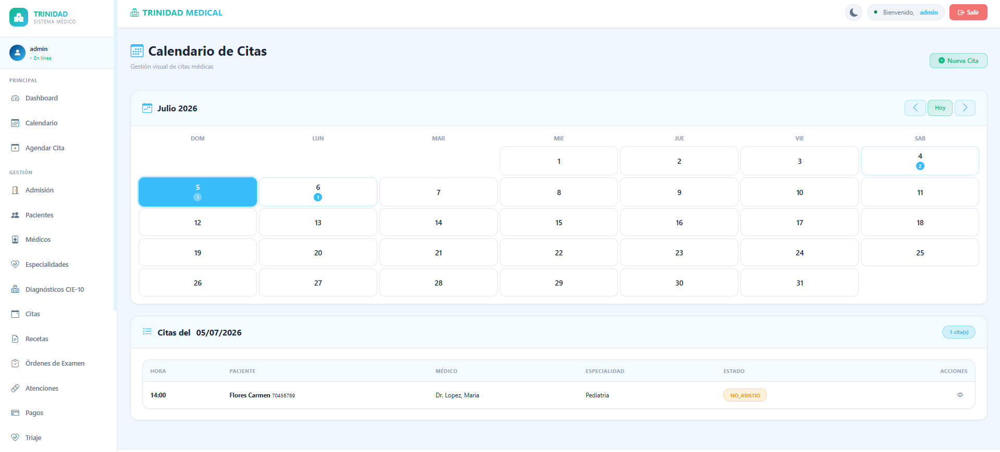 TRINIDAD
SISTEMA MÉDICO
admin
• En línea
PRINCIPAL
Dashboard
Calendario
Agendar Cita
GESTIÓN
Admisión
Pacientes
Médicos
Especialidades
Diagnósticos CIE-10
Citas
Recetas
Órdenes de Examen
Atenciones
Pagos
Triaje
TRINIDAD MEDICAL
Bienvenido, admin
Salir
Calendario de Citas
Gestión visual de citas médicas
Nueva Cita
Julio 2026
Hoy
DOM LUN MAR MIE JUE VIE SAB
1 2 3 4
2
5 6 7 8 9 10 11
1 1
12 13 14 15 16 17 18
19 20 21 22 23 24 25
26 27 28 29 30 31
Citas del 05/07/2026
1 cita(s)
HORA PACIENTE MÉDICO ESPECIALIDAD ESTADO ACCIONES
14:00 Flores Carmen 70456789 Dr. Lopez, Maria Pediatria NO_ASISTIO